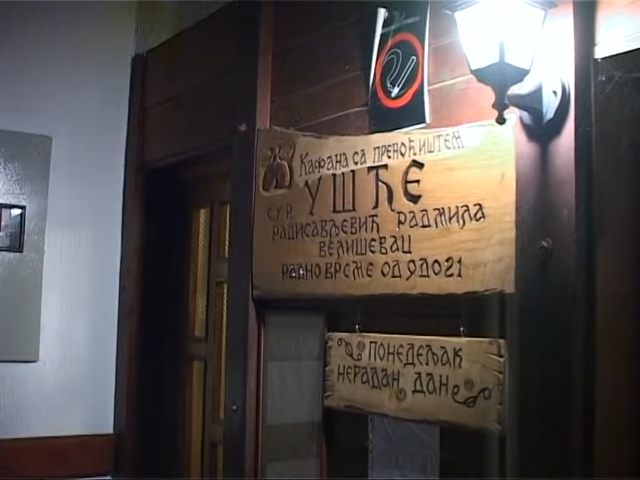 Кафана са преноћиштем
УШЋЕ
С.У.Р.
Радисављевић Радмила
Велишевац
Радно време од 9 до 21
Понедељак
нерадан дан